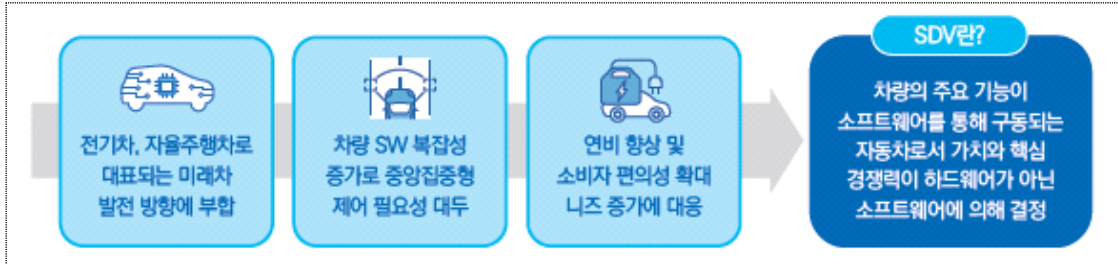 전기차, 자율주행차로
대표되는 미래차
발전 방향에 부합
차량 SW 복잡성
증가로 중앙집중형
제어 필요성 대두
연비 향상 및
소비자 편의성 확대
니즈 증가에 대응
SDV란?
차량의 주요 기능이
소프트웨어를 통해 구동되는
자동차로서 가치와 핵심
경쟁력이 하드웨어가 아닌
소프트웨어에 의해 결정